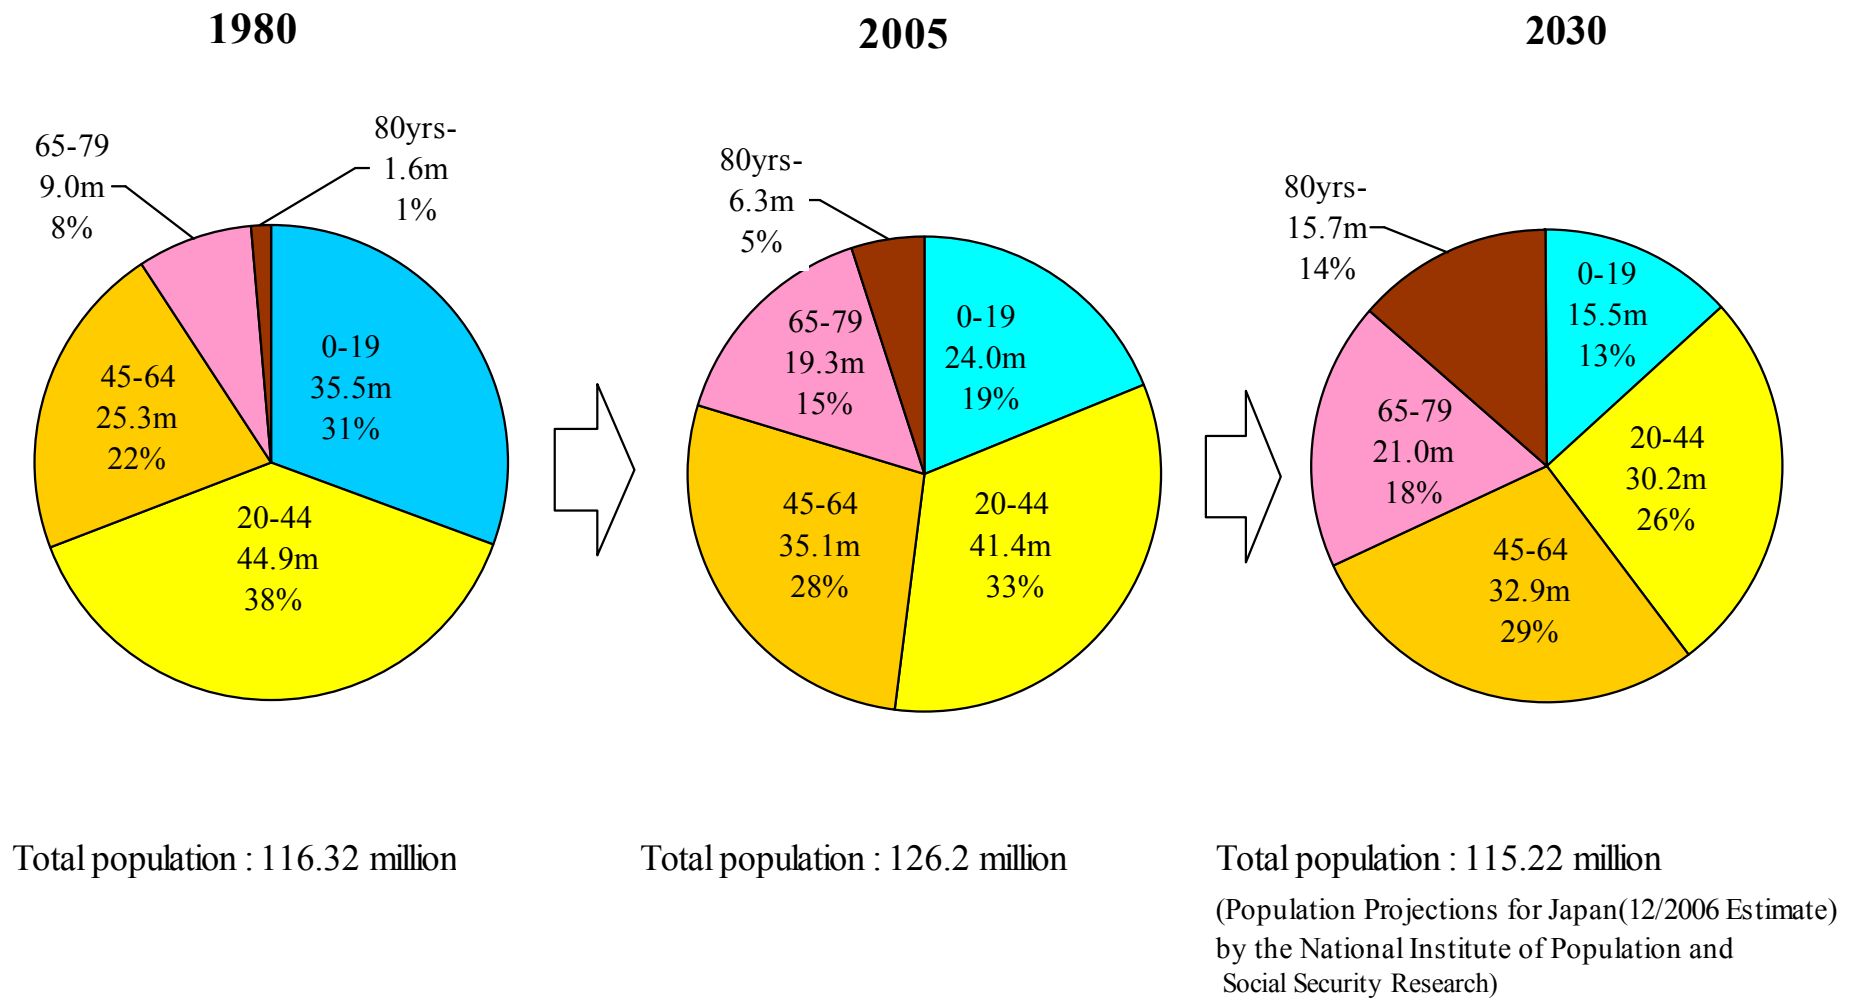 1980
65-79
9.0m
8%
80yrs-
1.6m
1%
0-19
35.5m
31%
45-64
25.3m
22%
20-44
44.9m
38%
Total population : 116.32 million
2005
80yrs-
6.3m
5%
65-79
19.3m
15%
0-19
24.0m
19%
45-64
35.1m
28%
20-44
41.4m
33%
Total population : 126.2 million
2030
80yrs-
15.7m
14%
0-19
15.5m
13%
65-79
21.0m
18%
20-44
30.2m
26%
45-64
32.9m
29%
Total population : 115.22 million
(Population Projections for Japan(12/2006 Estimate)
by the National Institute of Population and
Social Security Research)